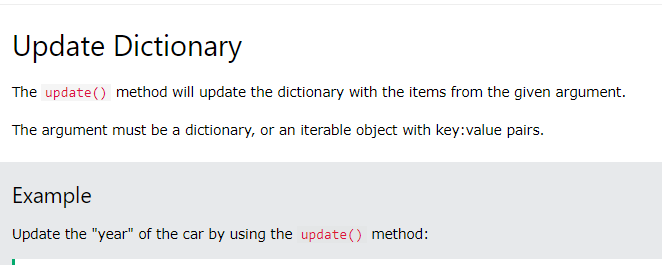 Update Dictionary
The update() method will update the dictionary with the items from the given argument.
The argument must be a dictionary, or an iterable object with key:value pairs.
Example
Update the "year" of the car by using the update() method: